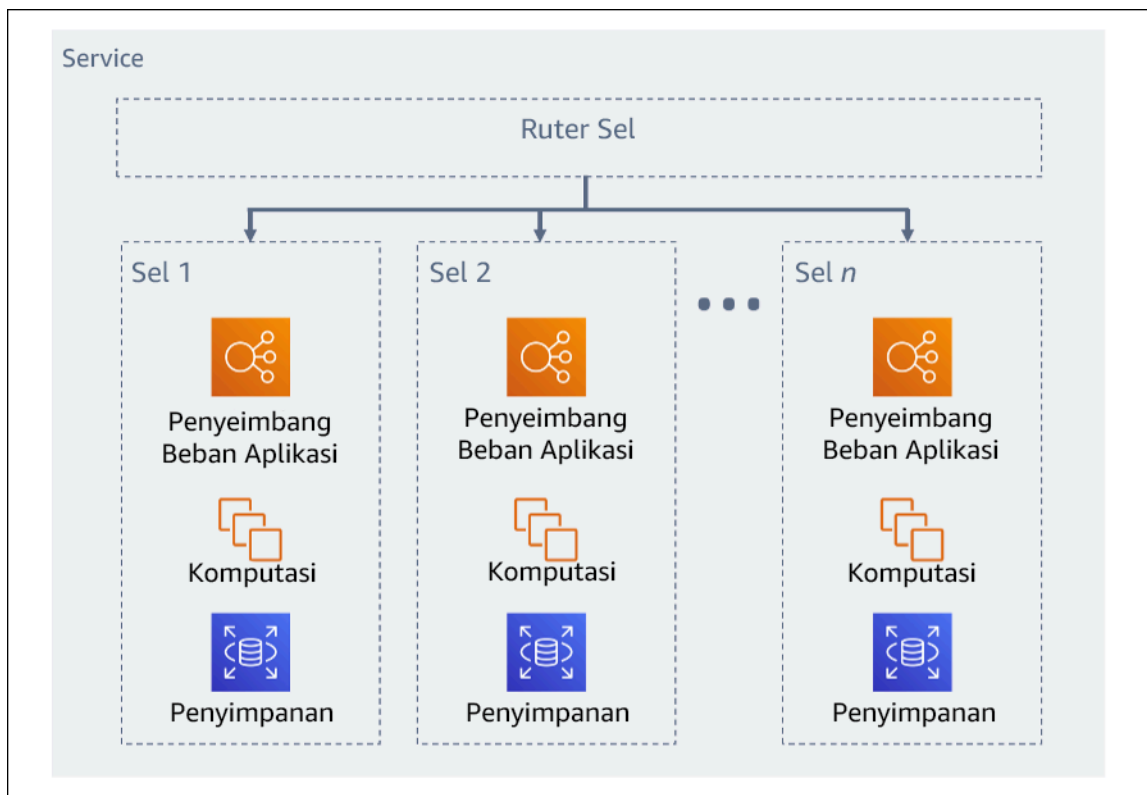 Service
Ruter Sel
Sel 1
Penyeimbang
Beban Aplikasi
Komputasi
Penyimpanan
Sel 2
Penyeimbang
Beban Aplikasi
Komputasi
Penyimpanan
Sel n
Penyeimbang
Beban Aplikasi
Komputasi
Penyimpanan